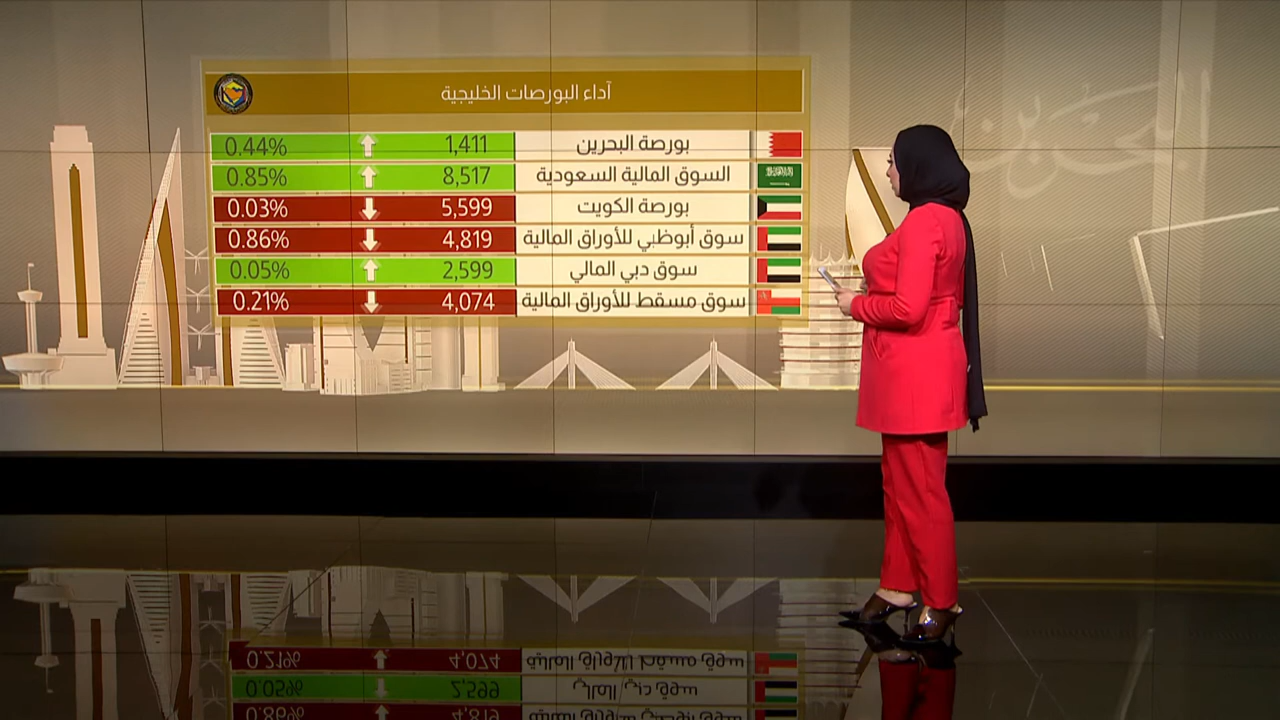 آداء البورصات الخليجية
بورصة البحرين 1,411 0.44%
السوق المالية السعودية 8,517 0.85%
بورصة الكويت 5,599 0.03%
سوق أبوظبي للأوراق المالية 4,819 0.86%
سوق دبي المالي 2,599 0.05%
سوق مسقط للأوراق المالية 4,074 0.21%
البحرين